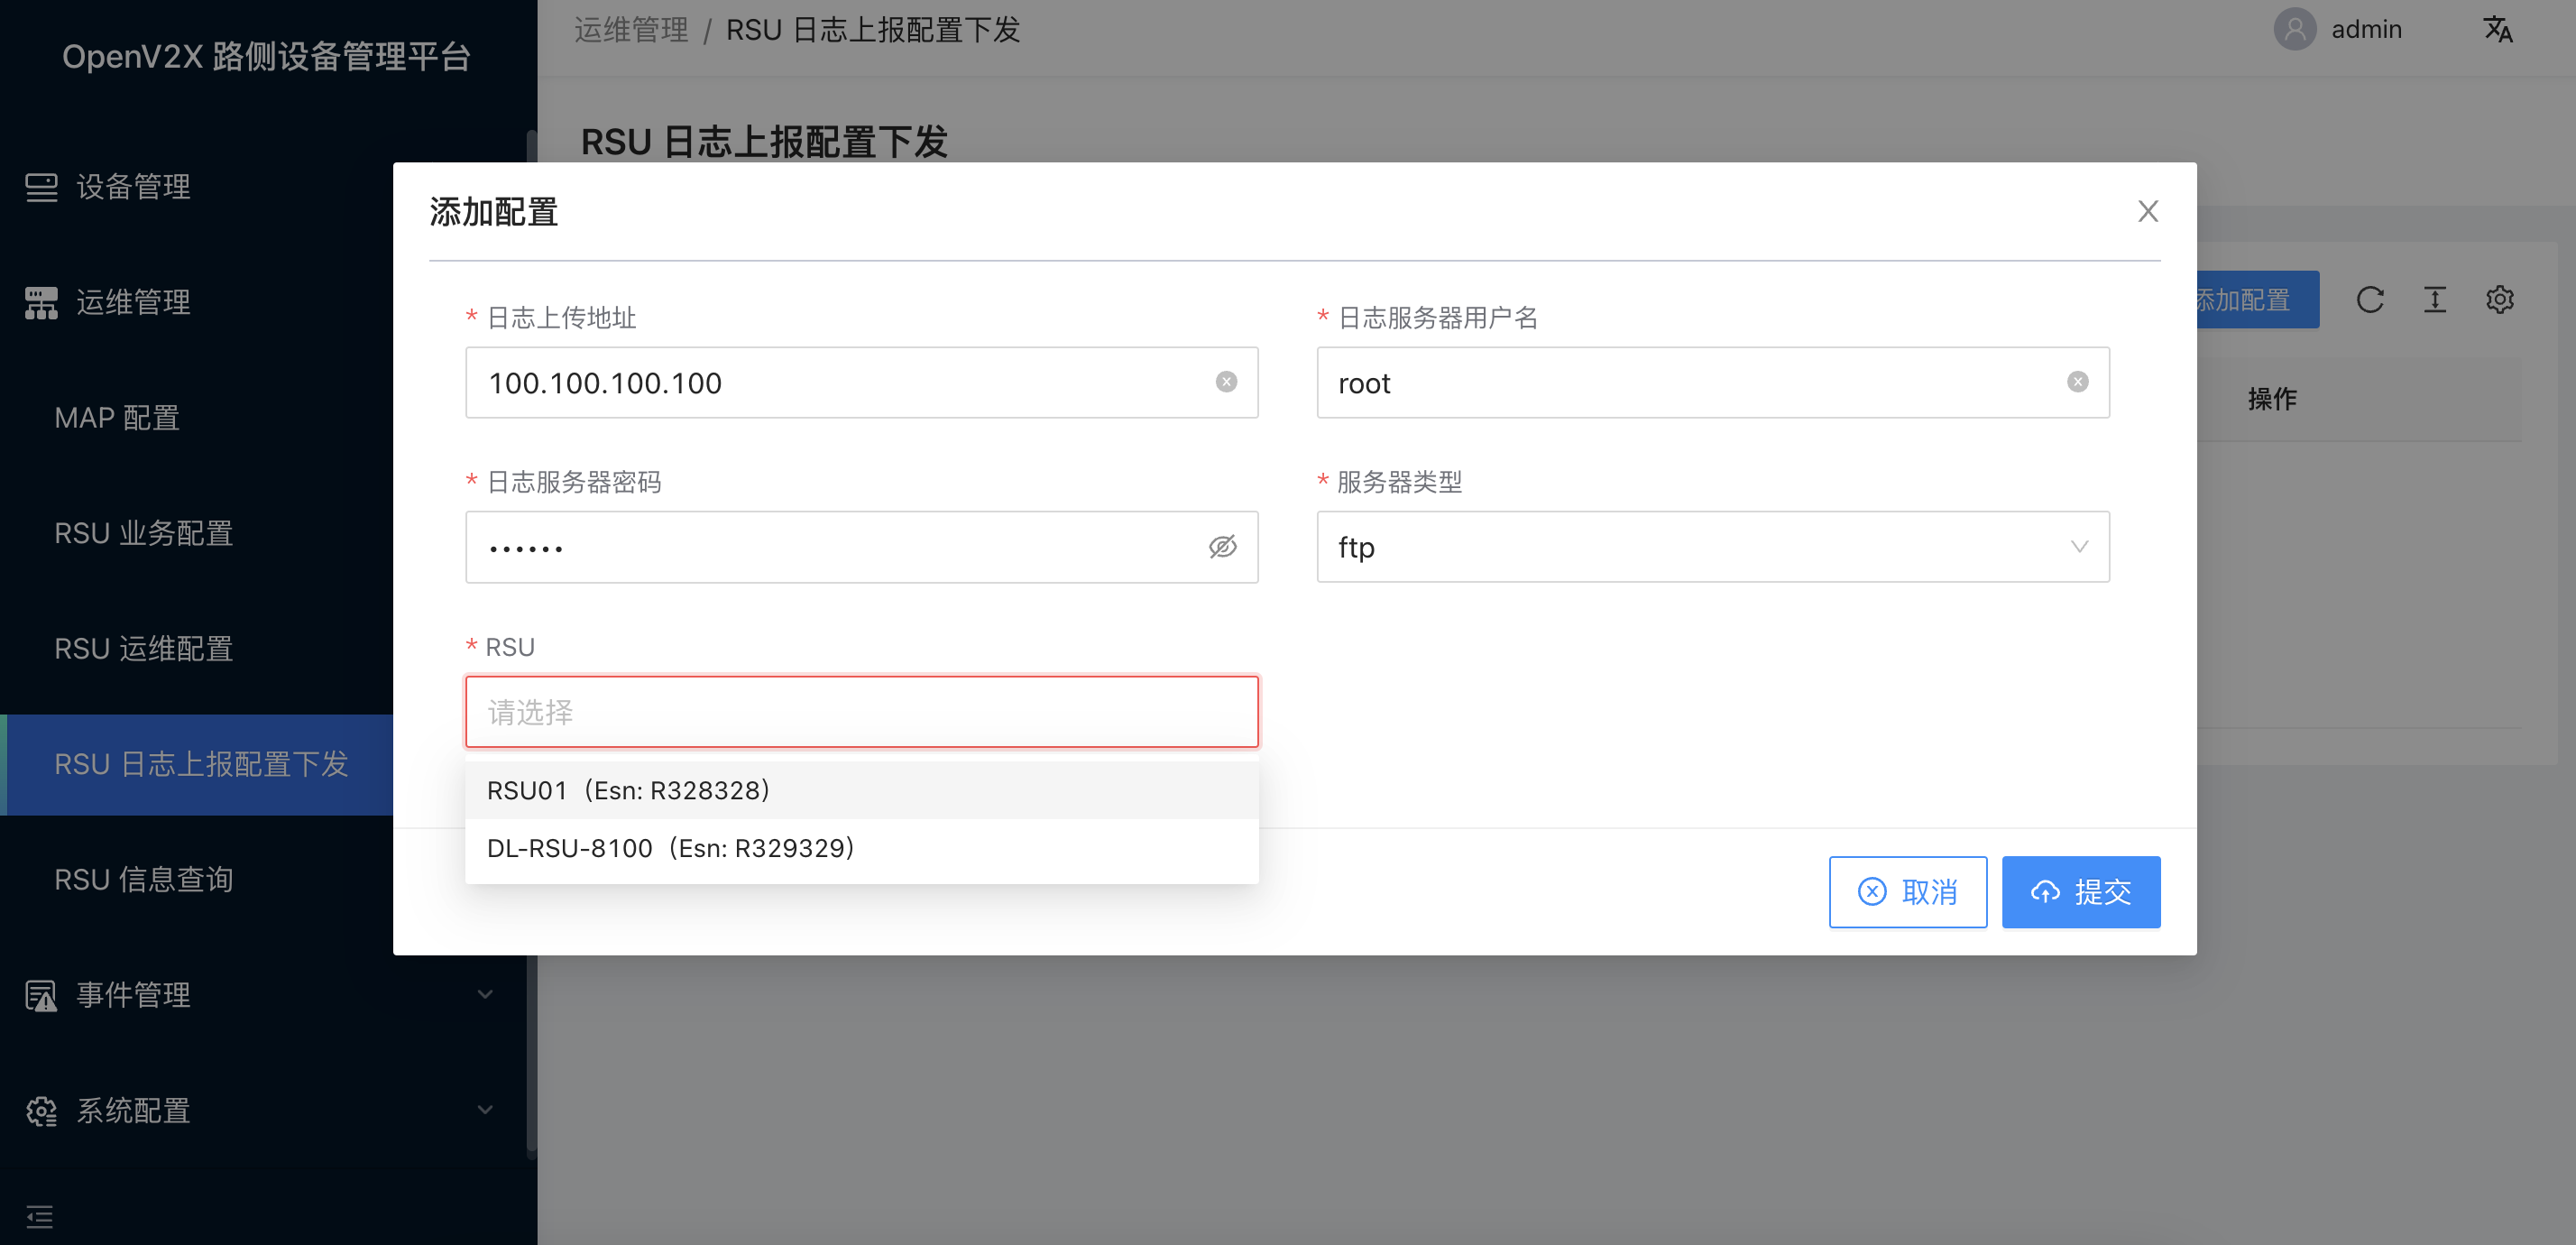 OpenV2X 路侧设备管理平台
设备管理
运维管理
MAP 配置
RSU 业务配置
RSU 运维配置
RSU 日志上报配置下发
RSU 信息查询
事件管理
系统配置
运维管理 / RSU 日志上报配置下发
admin
RSU 日志上报配置下发
添加配置
操作
添加配置
* 日志上传地址
100.100.100.100
* 日志服务器用户名
root
* 日志服务器密码
••••••
* 服务器类型
ftp
* RSU
请选择
RSU01（Esn: R328328）
DL-RSU-8100（Esn: R329329）
取消
提交